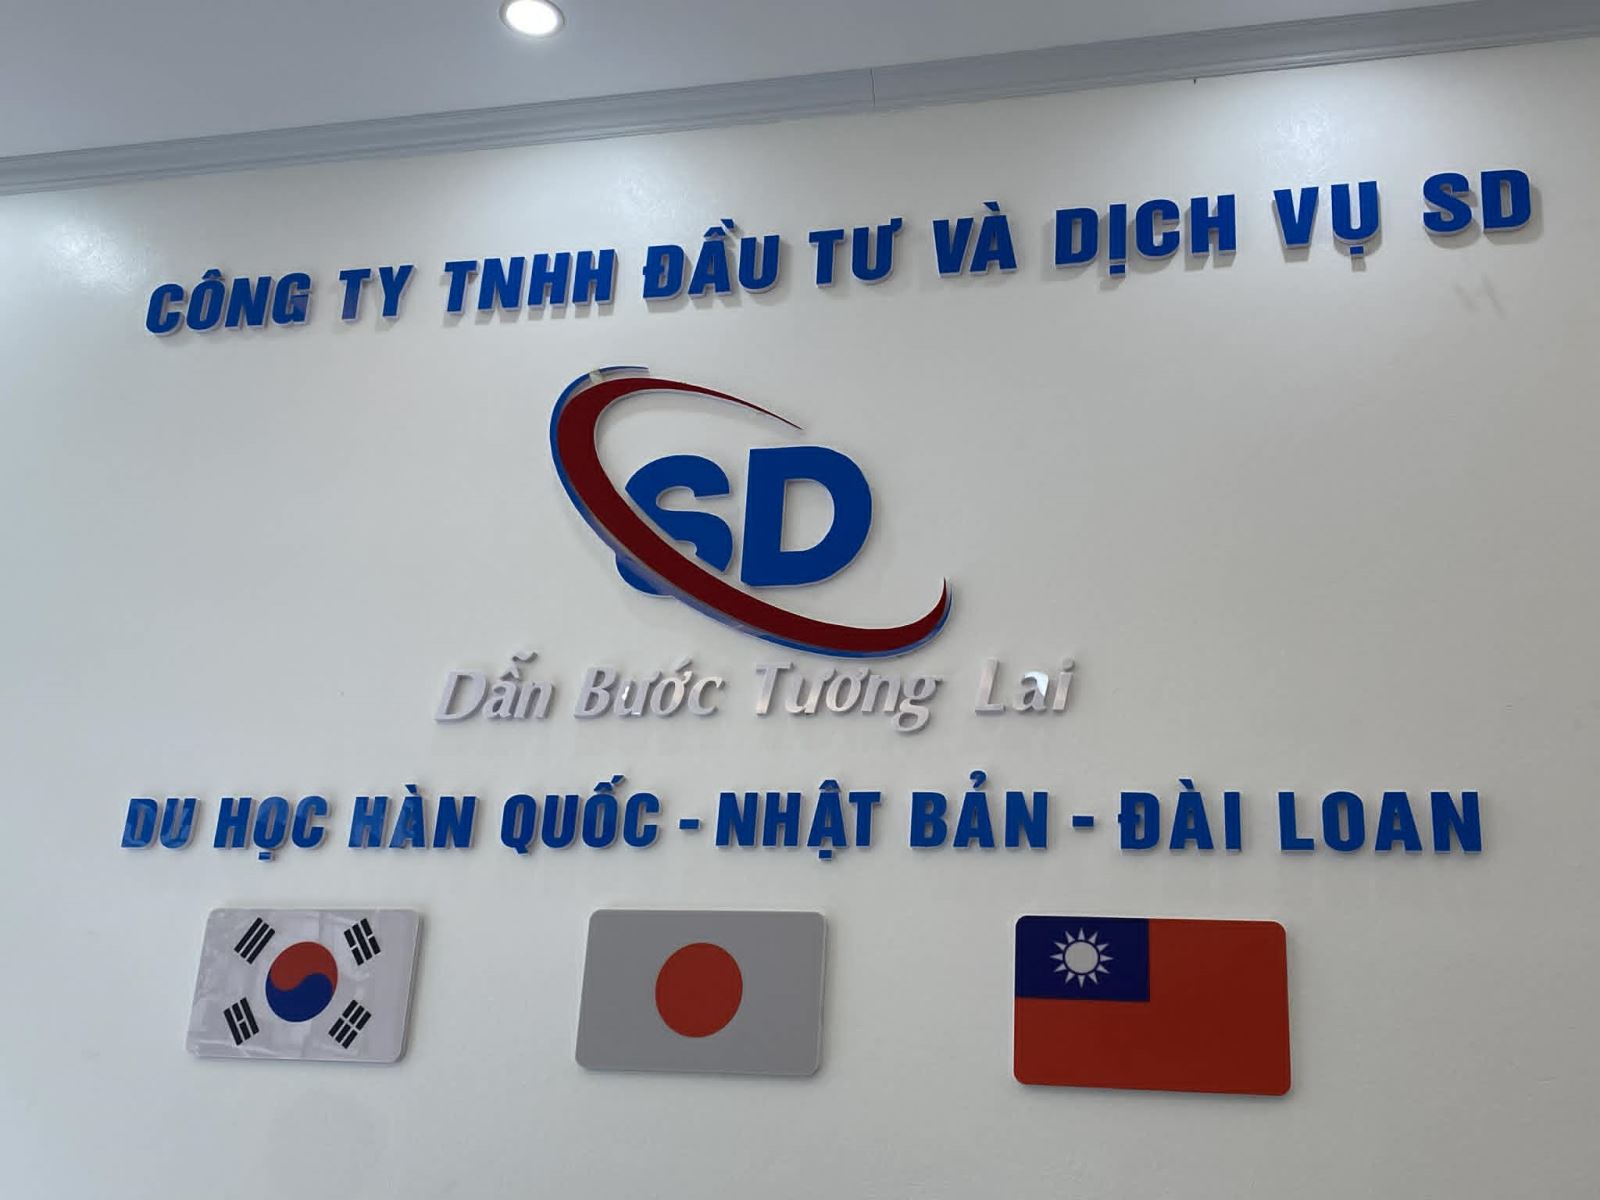 CÔNG TY TNHH ĐẦU TƯ VÀ DỊCH VỤ SD
SD
Dẫn Bước Tương Lai
DU HỌC HÀN QUỐC - NHẬT BẢN - ĐÀI LOAN